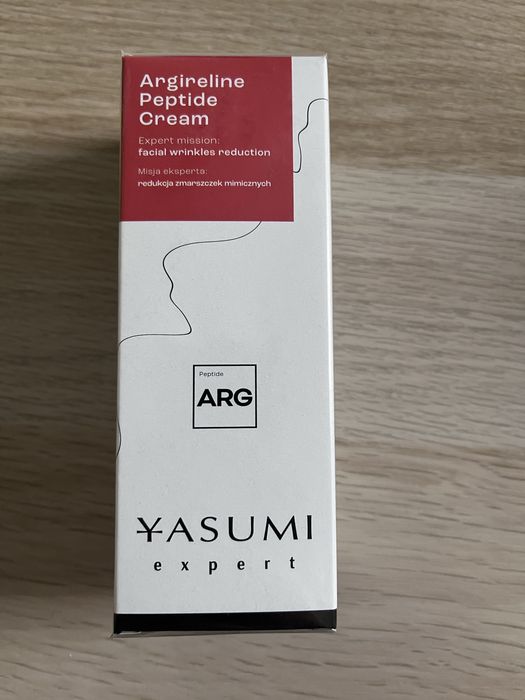 Argireline
Peptide
Cream
Expert mission:
facial wrinkles reduction
Misja eksperta:
redukcja zmarszczek mimicznych
Peptide
ARG
YASUMI
expert